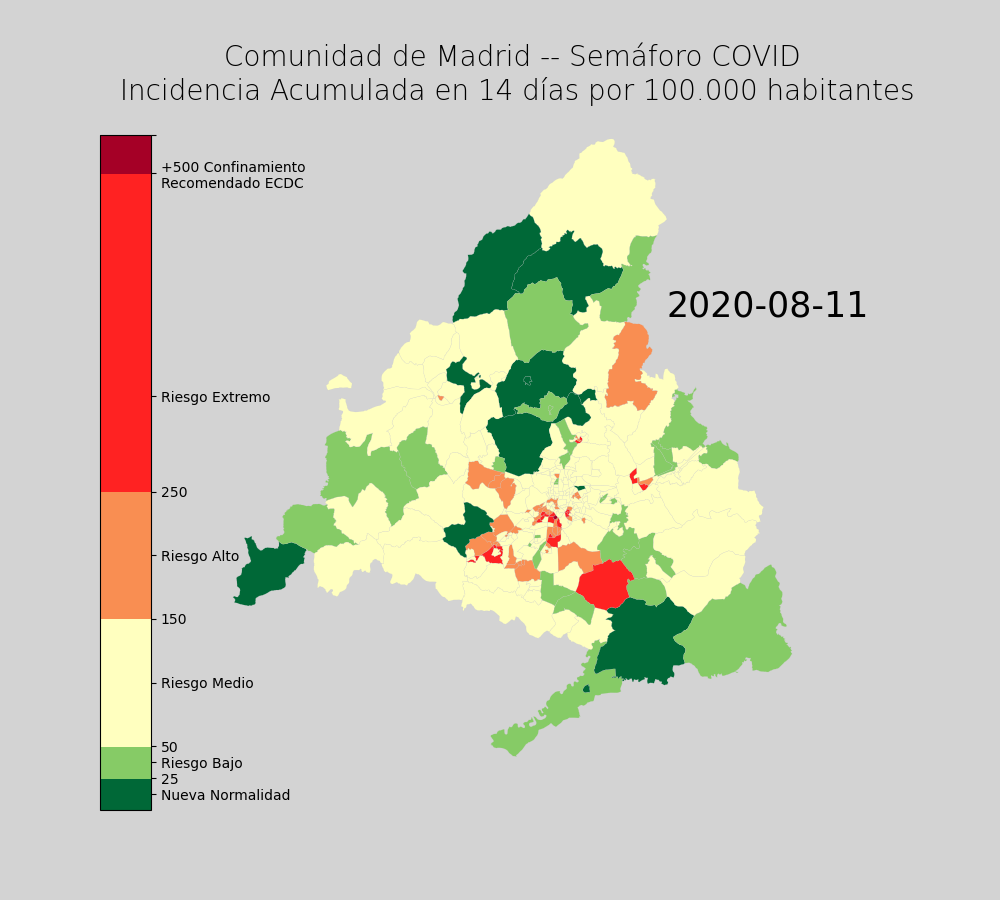 Comunidad de Madrid -- Semáforo COVID
Incidencia Acumulada en 14 días por 100.000 habitantes
+500 Confinamiento
Recomendado ECDC
2020-08-11
Riesgo Extremo
250
Riesgo Alto
150
Riesgo Medio
50
Riesgo Bajo
25
Nueva Normalidad